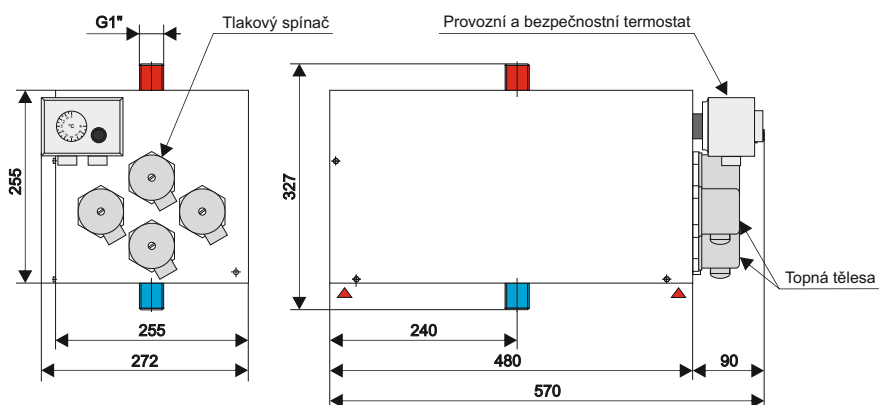 G1"
Tlakový spínač
Provozní a bezpečnostní termostat
255
°C
327
Topná tělesa
255
272
240
480
90
570